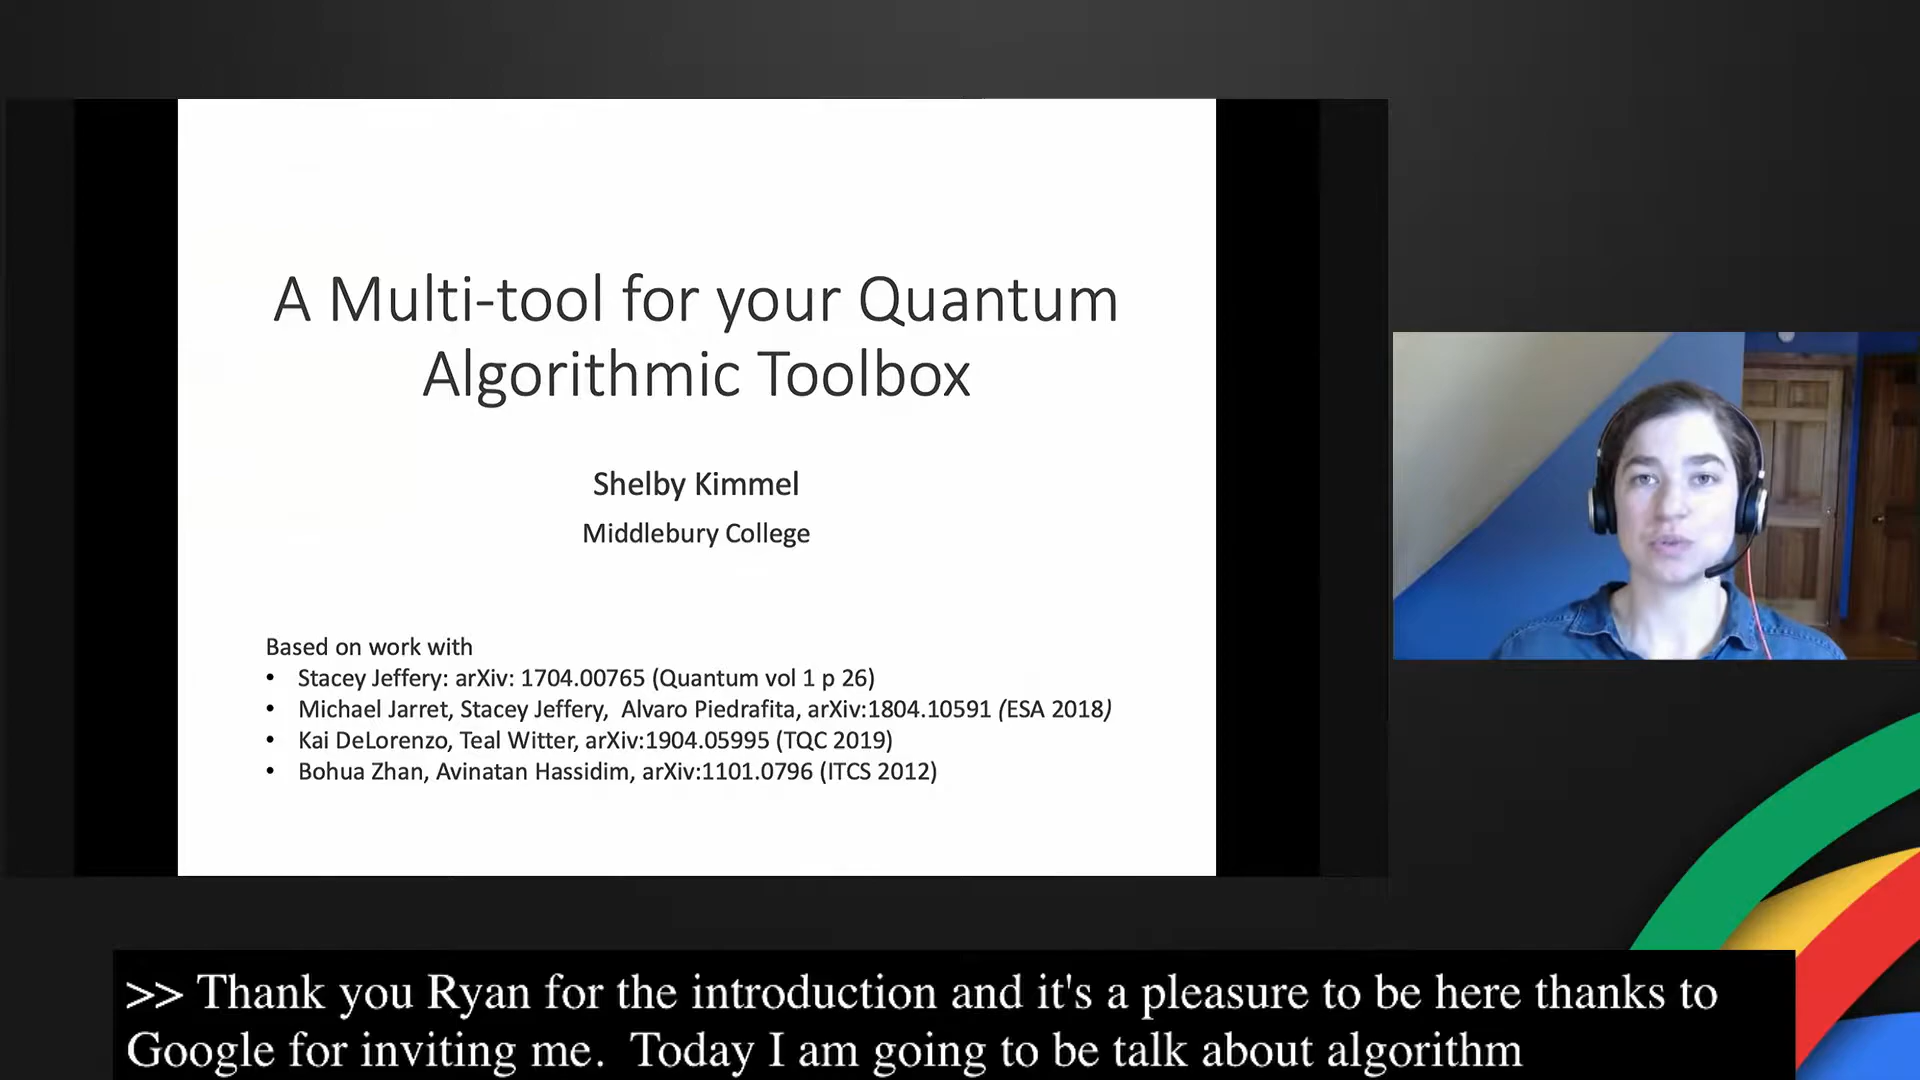 A Multi-tool for your Quantum
Algorithmic Toolbox
Shelby Kimmel
Middlebury College
Based on work with
• Stacey Jeffery: arXiv: 1704.00765 (Quantum vol 1 p 26)
• Michael Jarret, Stacey Jeffery, Alvaro Piedrafita, arXiv:1804.10591 (ESA 2018)
• Kai DeLorenzo, Teal Witter, arXiv:1904.05995 (TQC 2019)
• Bohua Zhan, Avinatan Hassidim, arXiv:1101.0796 (ITCS 2012)
>> Thank you Ryan for the introduction and it's a pleasure to be here thanks to
Google for inviting me. Today I am going to be talk about algorithm